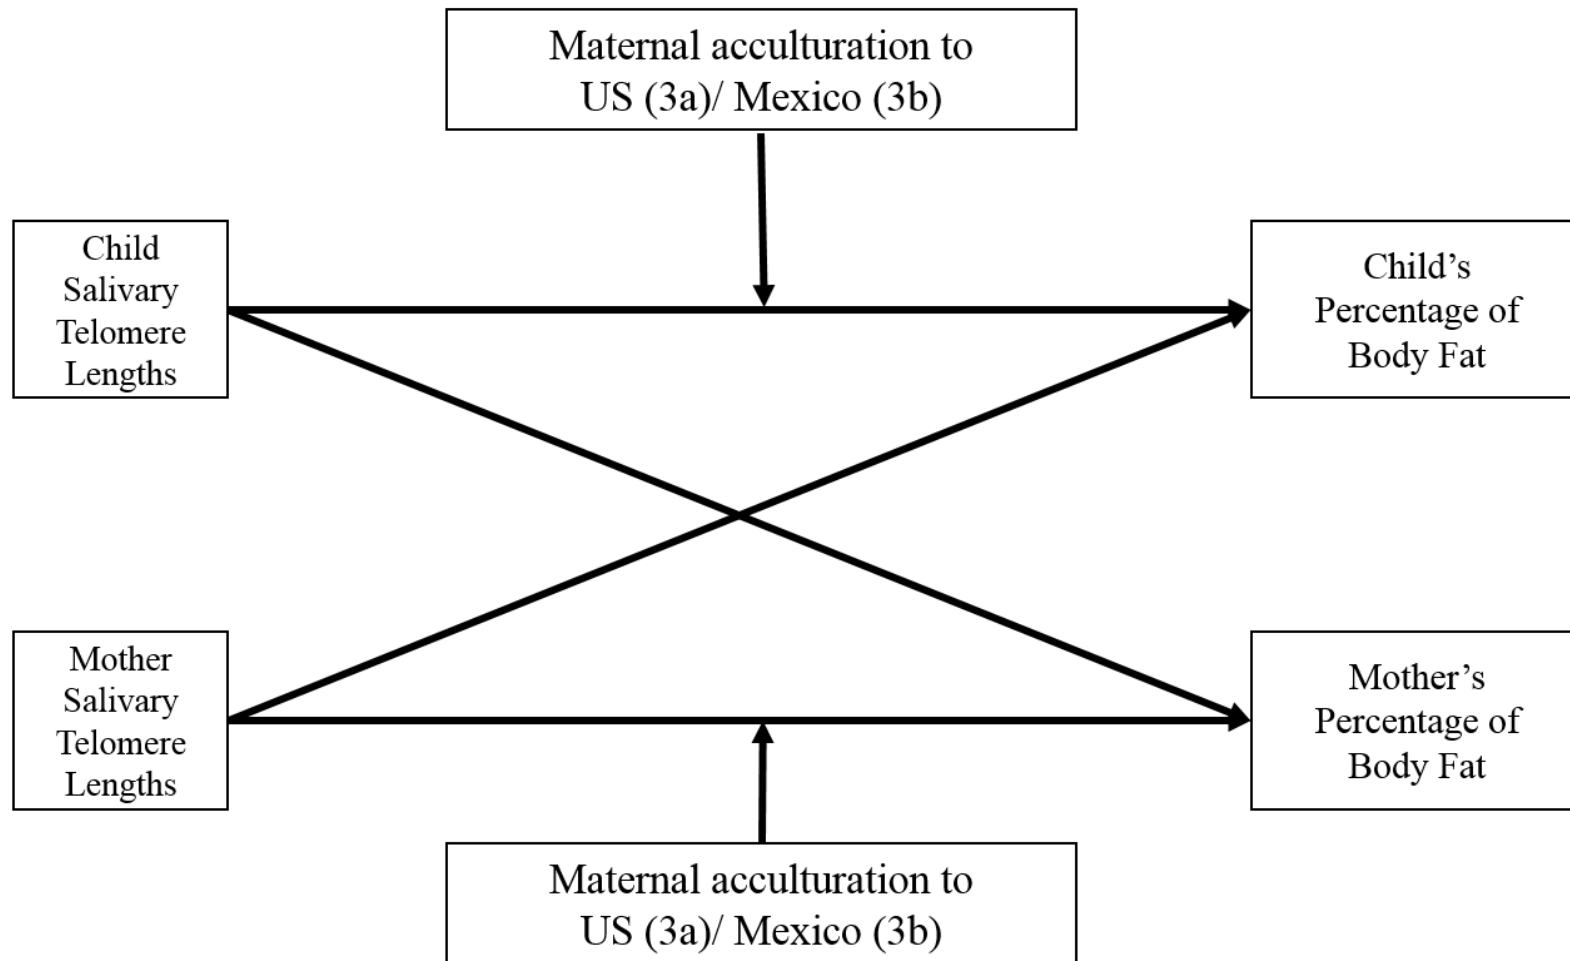 Maternal acculturation to
US (3a)/ Mexico (3b)
Child
Salivary
Telomere
Lengths
Child’s
Percentage of
Body Fat
Mother
Salivary
Telomere
Lengths
Mother’s
Percentage of
Body Fat
Maternal acculturation to
US (3a)/ Mexico (3b)